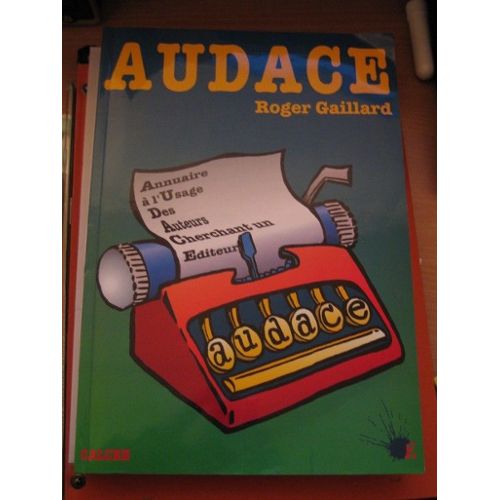 AUDACE
Roger Gaillard
Annuaire
à l'Usage
Des
Auteurs
Cherchant un
Editeur
audace
CALCRE